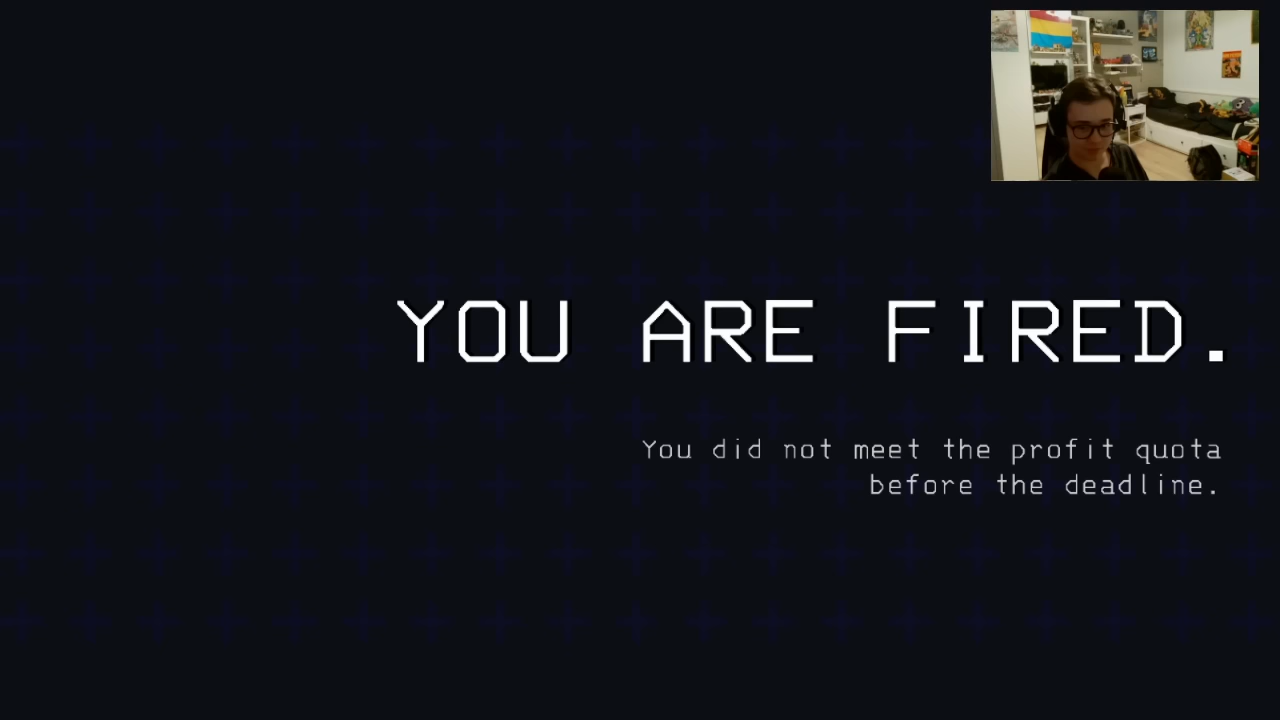 YOU ARE FIRED.
You did not meet the profit quota
before the deadline.